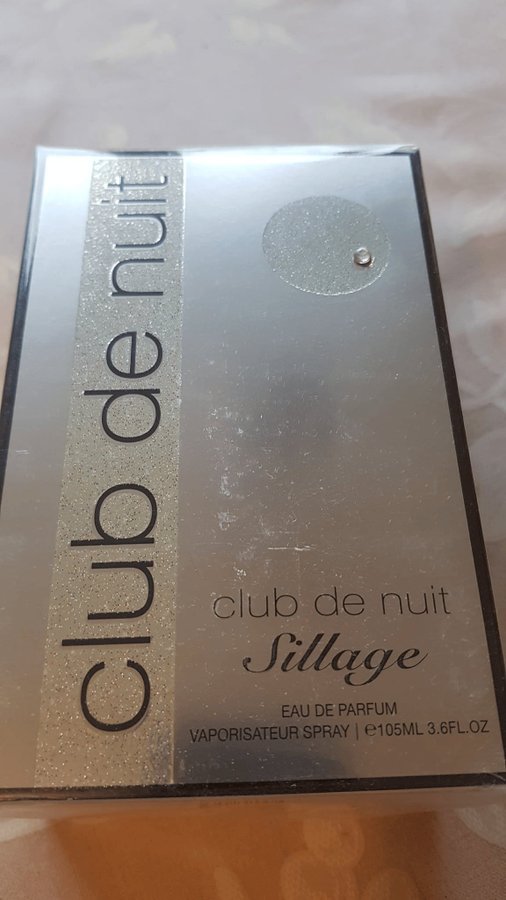 club de nuit
club de nuit
Sillage
EAU DE PARFUM
VAPORISATEUR SPRAY | ℮105ML 3.6FL.OZ